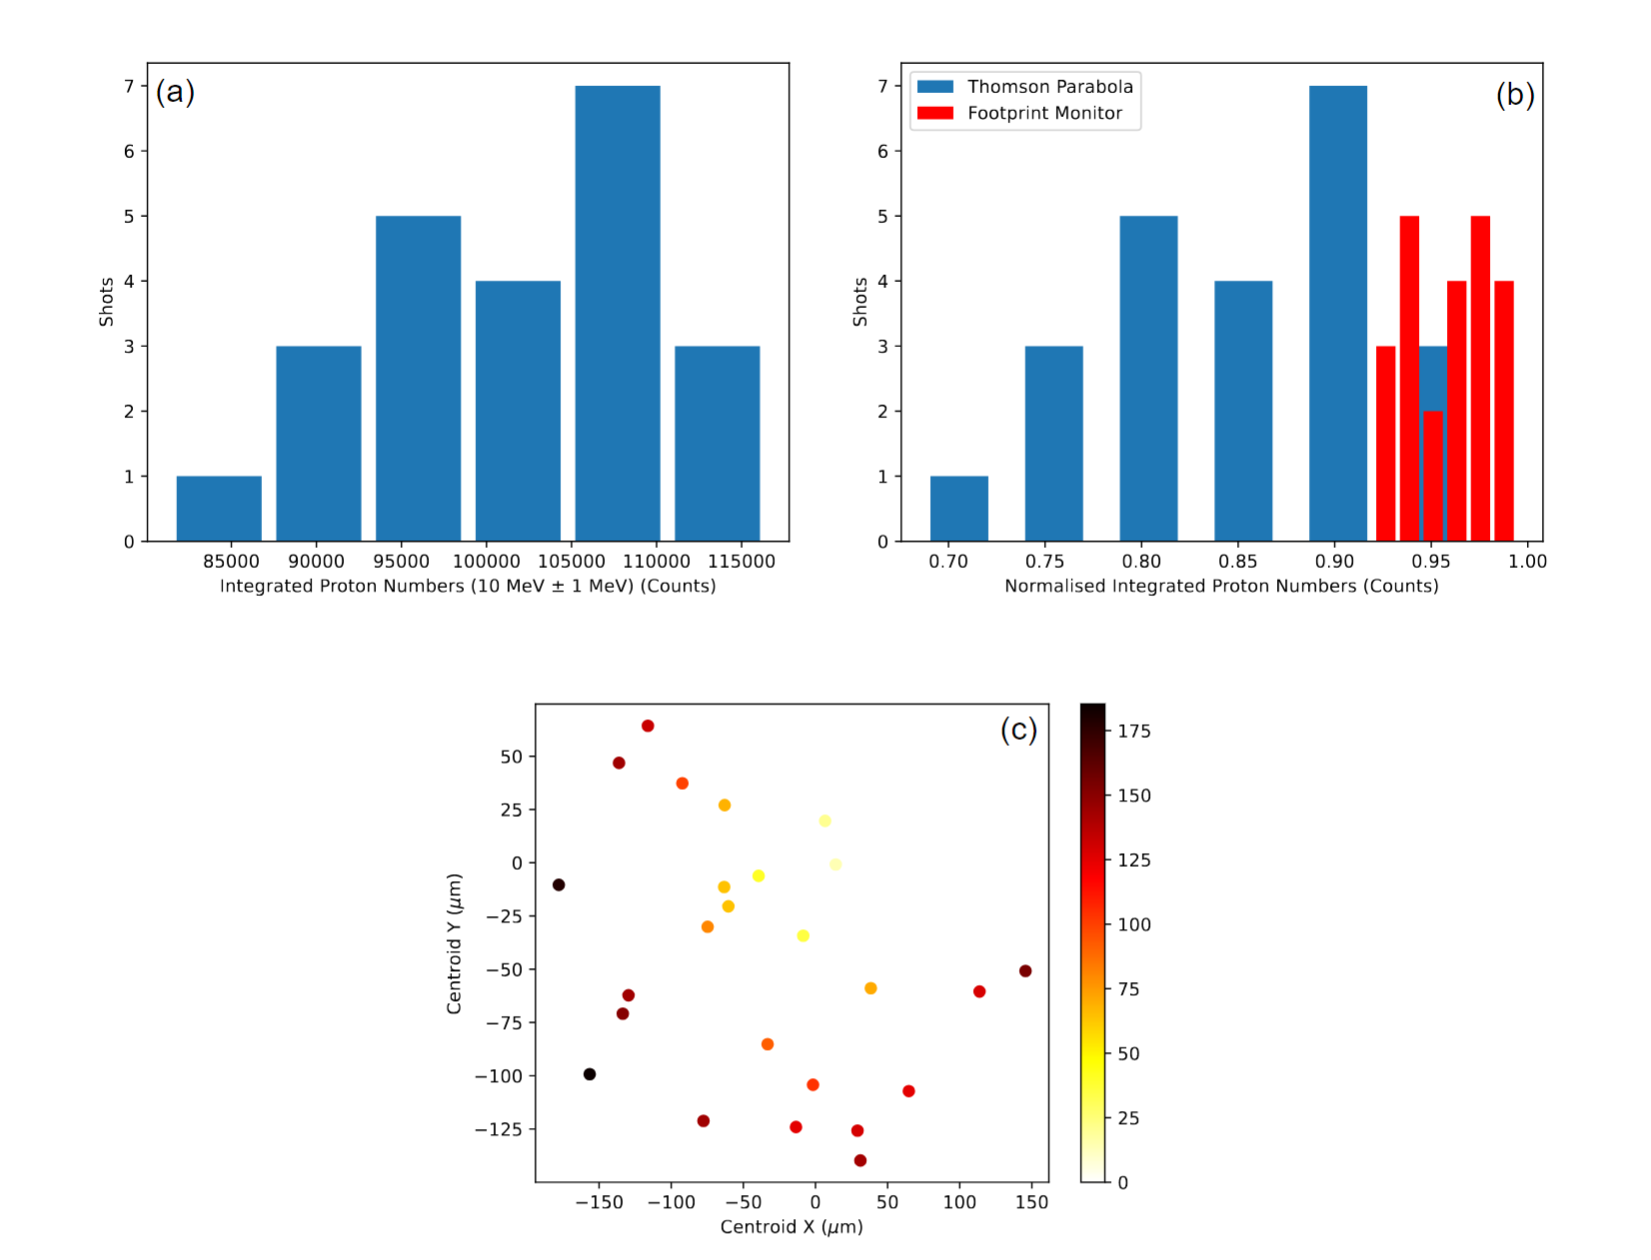 (a)
7
6
5
4
3
2
1
0
Shots
85000 90000 95000 100000 105000 110000 115000
Integrated Proton Numbers (10 MeV ± 1 MeV) (Counts)
Thomson Parabola
Footprint Monitor
(b)
7
6
5
4
3
2
1
0
Shots
0.70 0.75 0.80 0.85 0.90 0.95 1.00
Normalised Integrated Proton Numbers (Counts)
(c)
50
25
0
−25
−50
−75
−100
−125
Centroid Y (μm)
−150 −100 −50 0 50 100 150
Centroid X (μm)
175
150
125
100
75
50
25
0